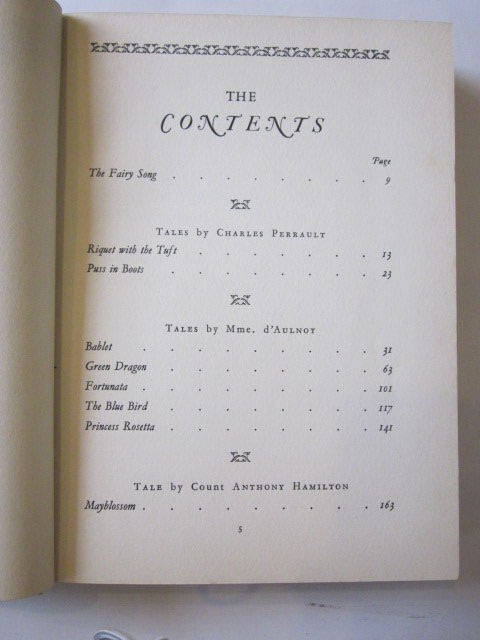 THE
CONTENTS
Page
The Fairy Song . . . . . . . . 9
TALES by CHARLES PERRAULT
Riquet with the Tuft . . . . . . . 13
Puss in Boots . . . . . . . . 23
TALES by Mme. d'AULNOY
Bablet . . . . . . . . . 31
Green Dragon . . . . . . . . 63
Fortunata . . . . . . . . . 101
The Blue Bird . . . . . . . . 117
Princess Rosetta . . . . . . . . 141
TALE by Count ANTHONY HAMILTON
Mayblossom . . . . . . . . . 163
5